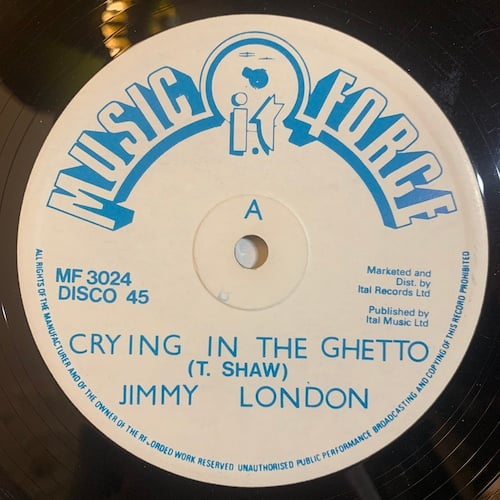 MUSIC FORCE
i.t
A
MF 3024
DISCO 45
Marketed and
Dist. by
Ital Records Ltd
Published by
Ital Music Ltd
CRYING IN THE GHETTO
(T. SHAW)
JIMMY LONDON
ALL RIGHTS OF THE MANUFACTURER AND OF THE OWNER OF THE RECORDED WORK RESERVED UNAUTHORISED PUBLIC PERFORMANCE BROADCASTING AND COPYING OF THIS RECORD PROHIBITED